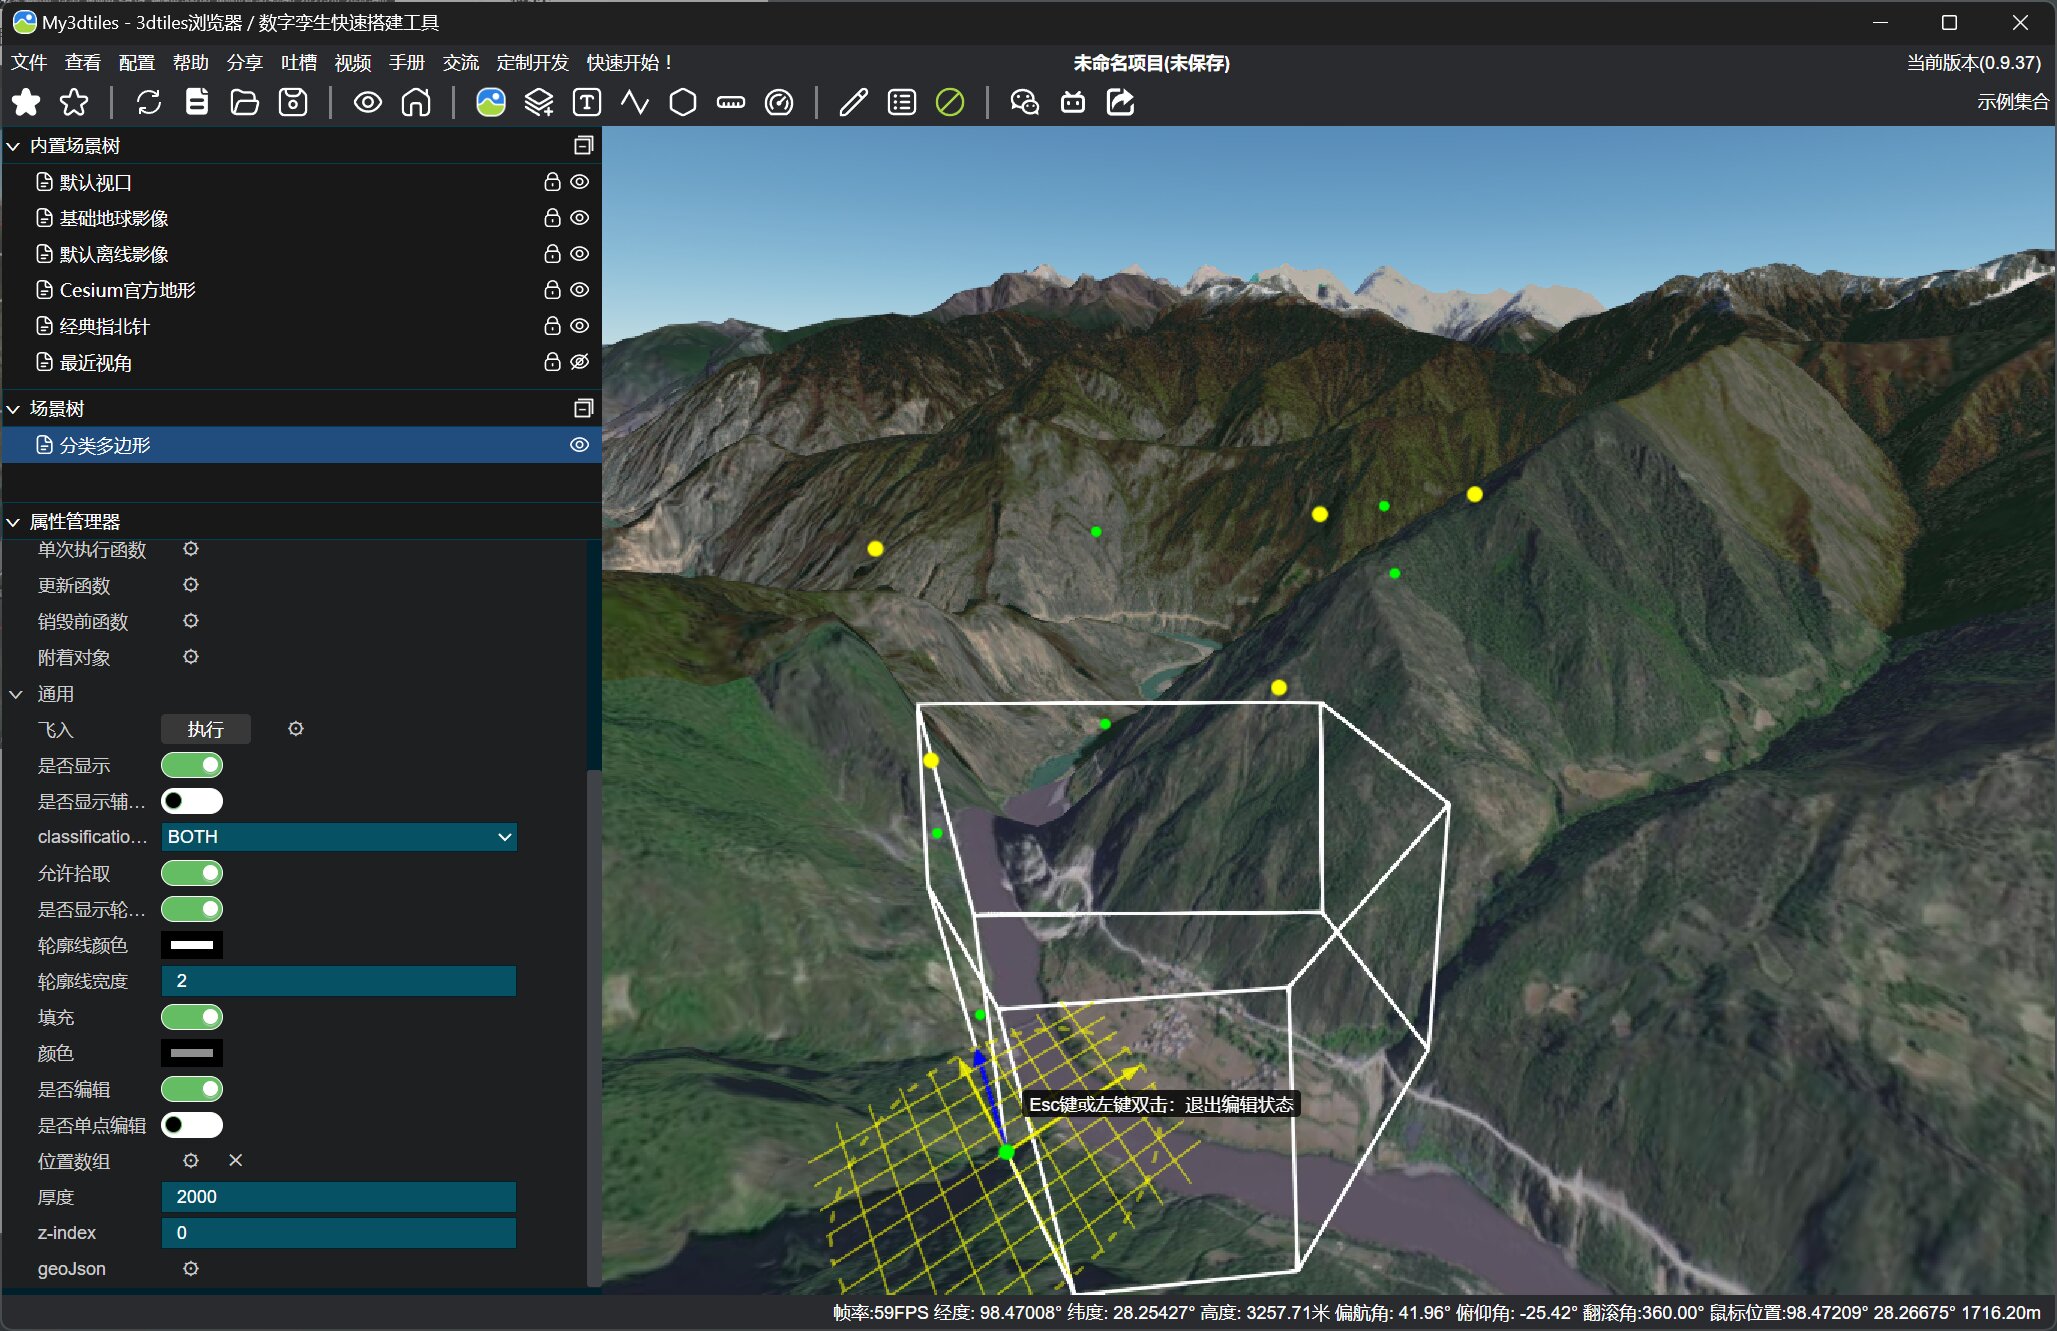 My3dtiles - 3dtiles浏览器 / 数字孪生快速搭建工具
文件 查看 配置 帮助 分享 吐槽 视频 手册 交流 定制开发 快速开始！ 未命名项目(未保存) 当前版本(0.9.37)
示例集合
内置场景树
默认视口
基础地球影像
默认离线影像
Cesium官方地形
经典指北针
最近视角
场景树
分类多边形
属性管理器
单次执行函数
更新函数
销毁前函数
附着对象
通用
飞入 执行
是否显示
是否显示辅...
classificatio... BOTH
允许拾取
是否显示轮...
轮廓线颜色
轮廓线宽度 2
填充
颜色
是否编辑
是否单点编辑
位置数组
厚度 2000
z-index 0
geoJson
Esc键或左键双击：退出编辑状态
帧率:59FPS 经度: 98.47008° 纬度: 28.25427° 高度: 3257.71米 偏航角: 41.96° 俯仰角: -25.42° 翻滚角:360.00° 鼠标位置:98.47209° 28.26675° 1716.20m